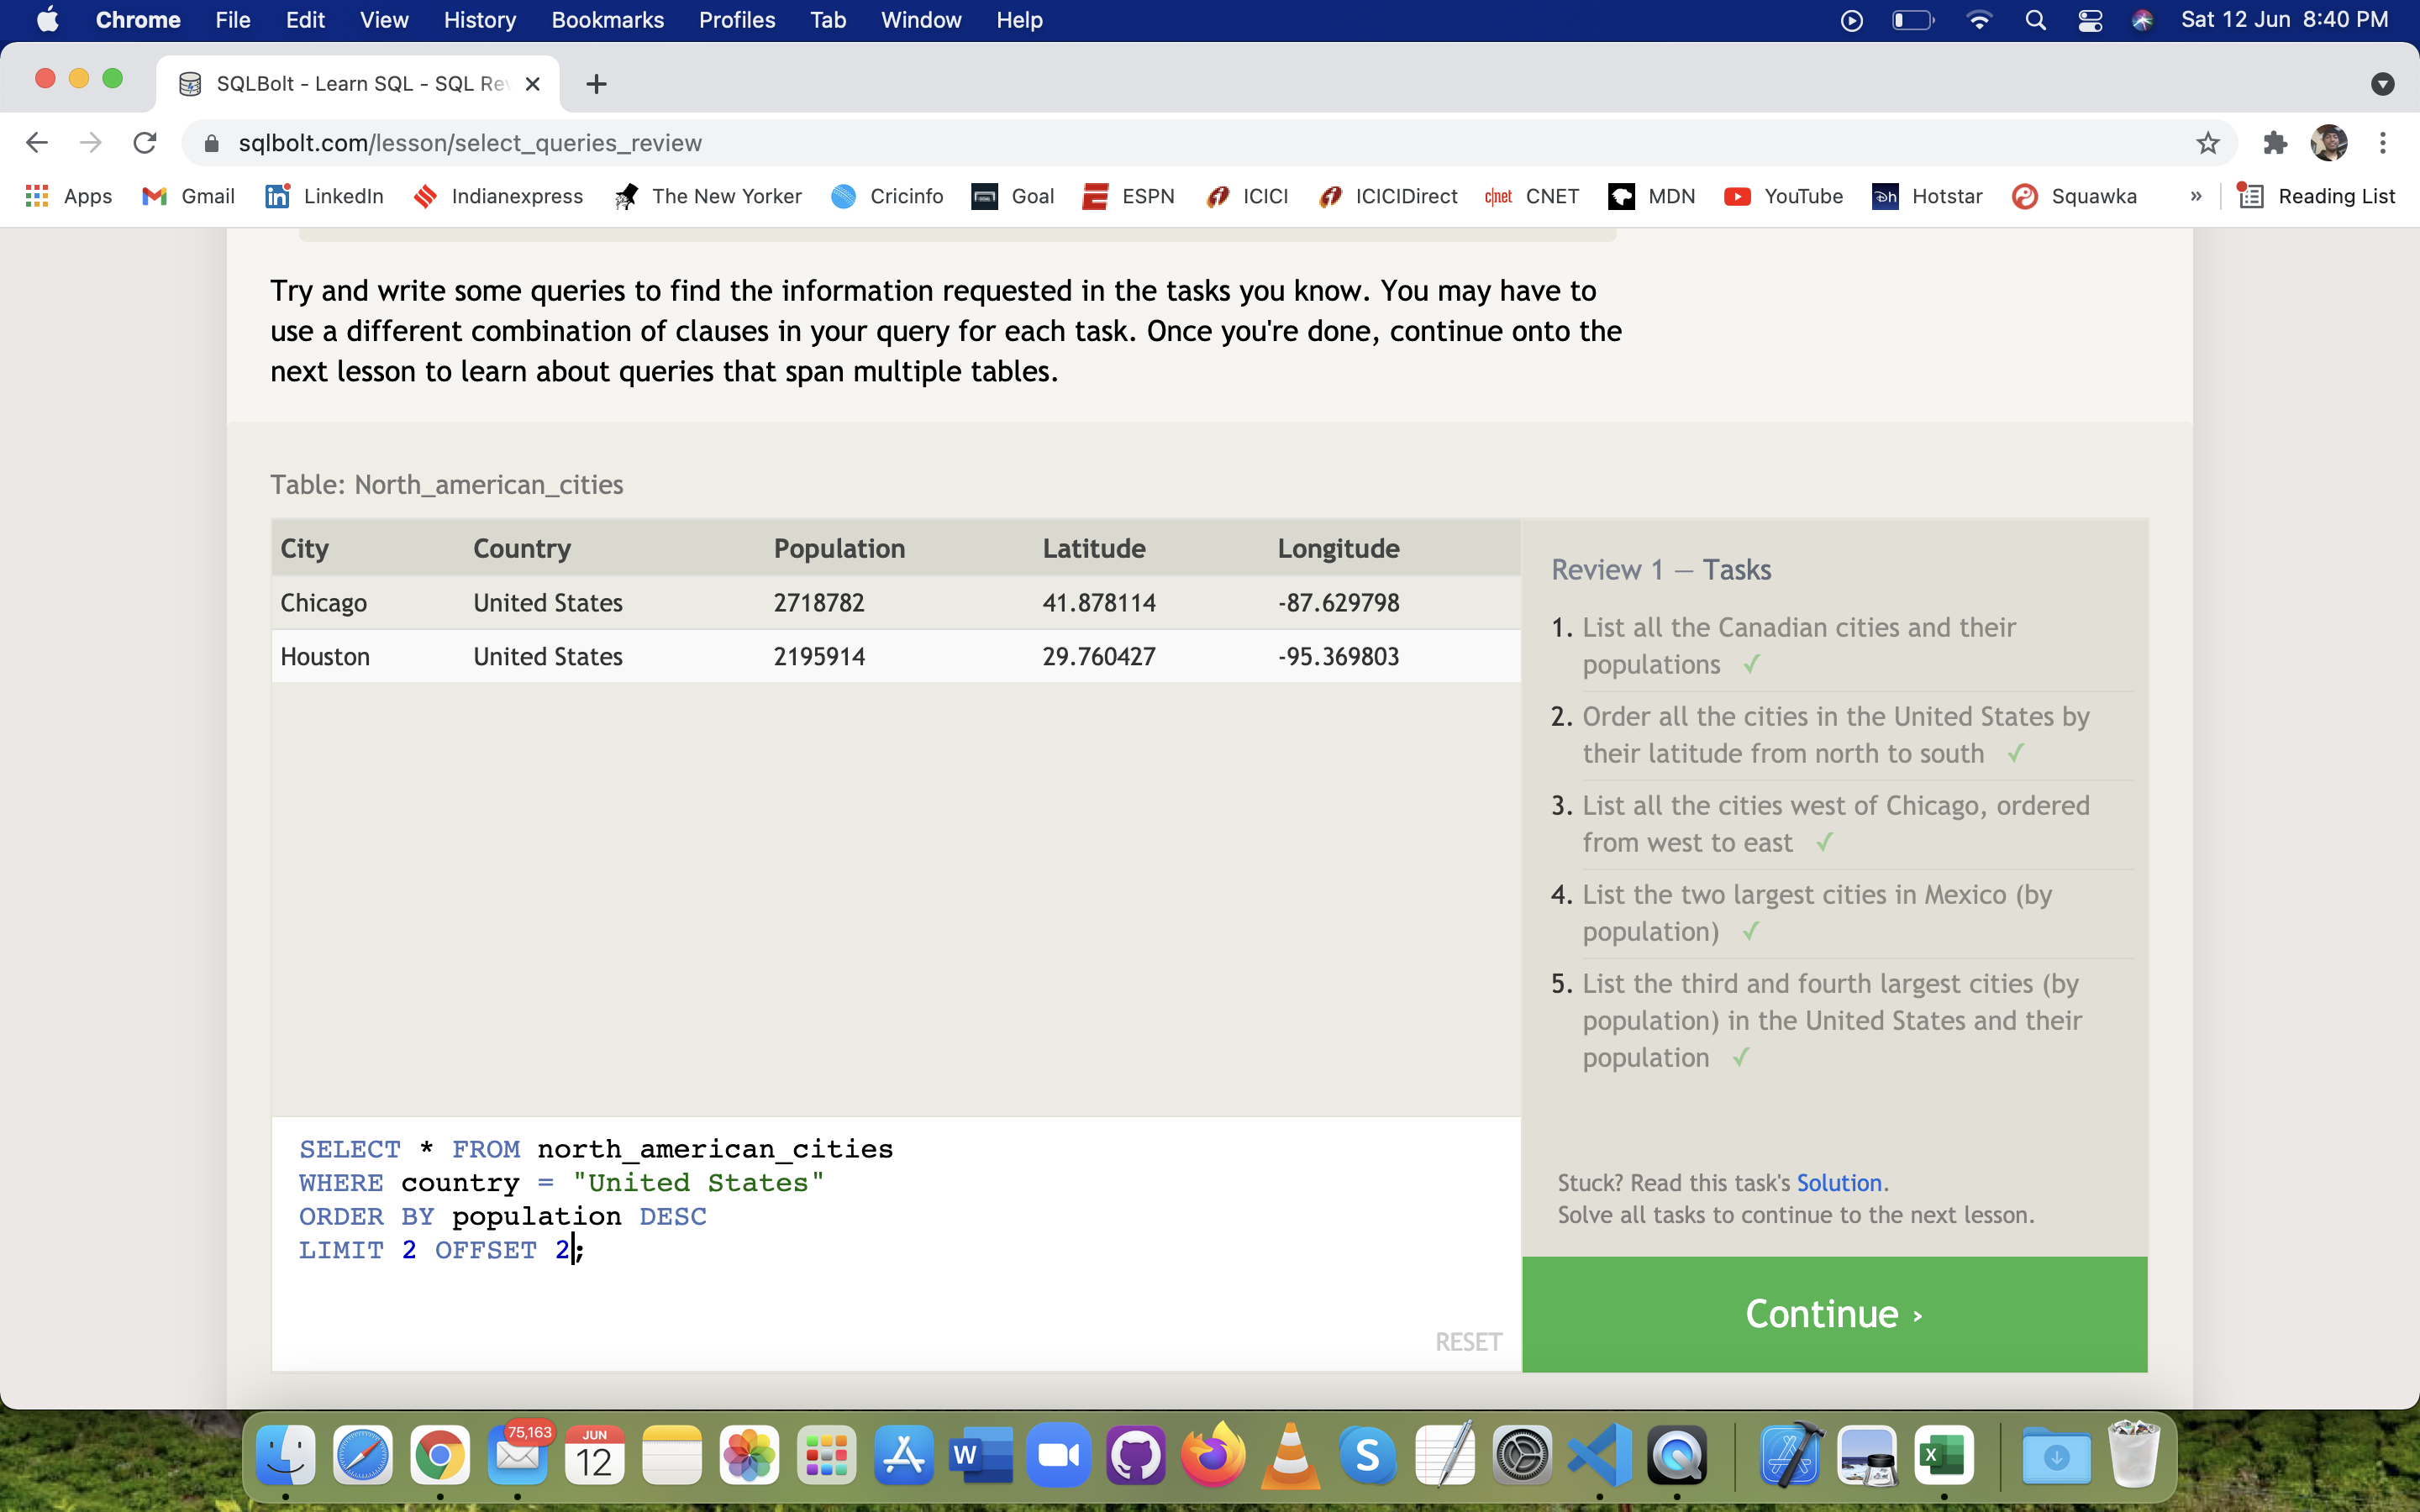 Chrome File Edit View History Bookmarks Profiles Tab Window Help Sat 12 Jun 8:40 PM
SQLBolt - Learn SQL - SQL Re
sqlbolt.com/lesson/select_queries_review
Apps Gmail LinkedIn Indianexpress The New Yorker Cricinfo Goal ESPN ICICI ICICIDirect c|net CNET MDN YouTube Hotstar Squawka » Reading List
Try and write some queries to find the information requested in the tasks you know. You may have to
use a different combination of clauses in your query for each task. Once you're done, continue onto the
next lesson to learn about queries that span multiple tables.
Table: North_american_cities
City Country Population Latitude Longitude
Chicago United States 2718782 41.878114 -87.629798
Houston United States 2195914 29.760427 -95.369803
SELECT * FROM north_american_cities
WHERE country = "United States"
ORDER BY population DESC
LIMIT 2 OFFSET 2;
RESET
Review 1 — Tasks
1. List all the Canadian cities and their
populations ✓
2. Order all the cities in the United States by
their latitude from north to south ✓
3. List all the cities west of Chicago, ordered
from west to east ✓
4. List the two largest cities in Mexico (by
population) ✓
5. List the third and fourth largest cities (by
population) in the United States and their
population ✓
Stuck? Read this task's Solution.
Solve all tasks to continue to the next lesson.
Continue ›
75,163
JUN
12
W
S
X